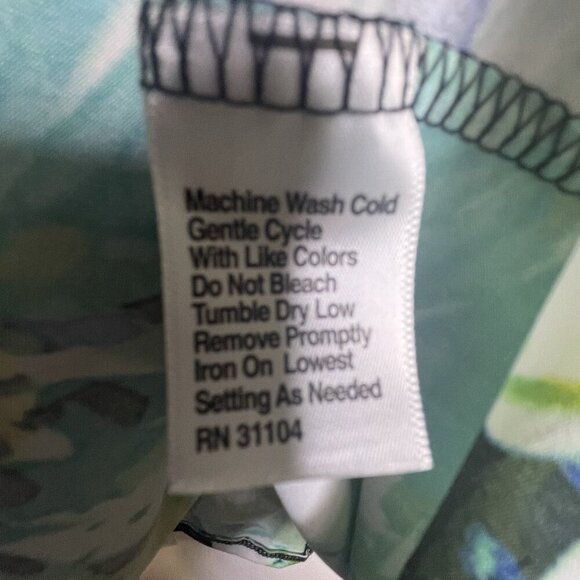 Machine Wash Cold
Gentle Cycle
With Like Colors
Do Not Bleach
Tumble Dry Low
Remove Promptly
Iron On Lowest
Setting As Needed
RN 31104